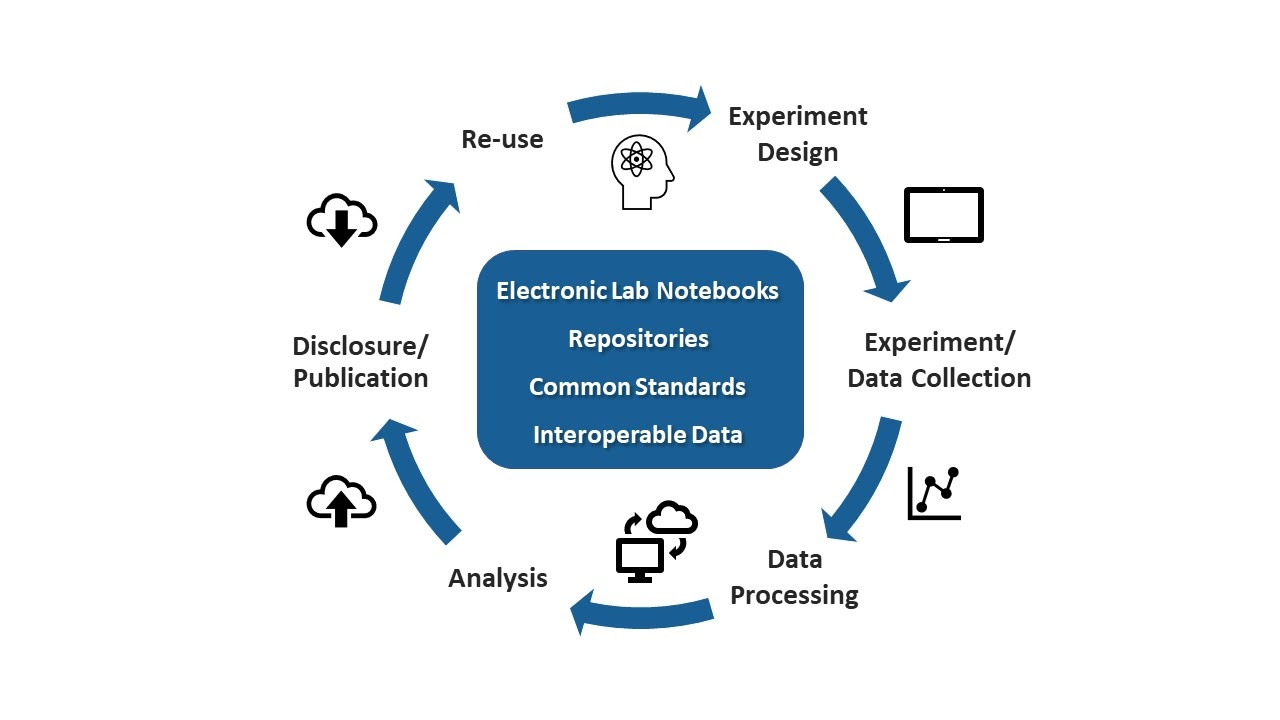 Re-use
Experiment
Design
Experiment/
Data Collection
Data
Processing
Analysis
Disclosure/
Publication
Electronic Lab Notebooks
Repositories
Common Standards
Interoperable Data